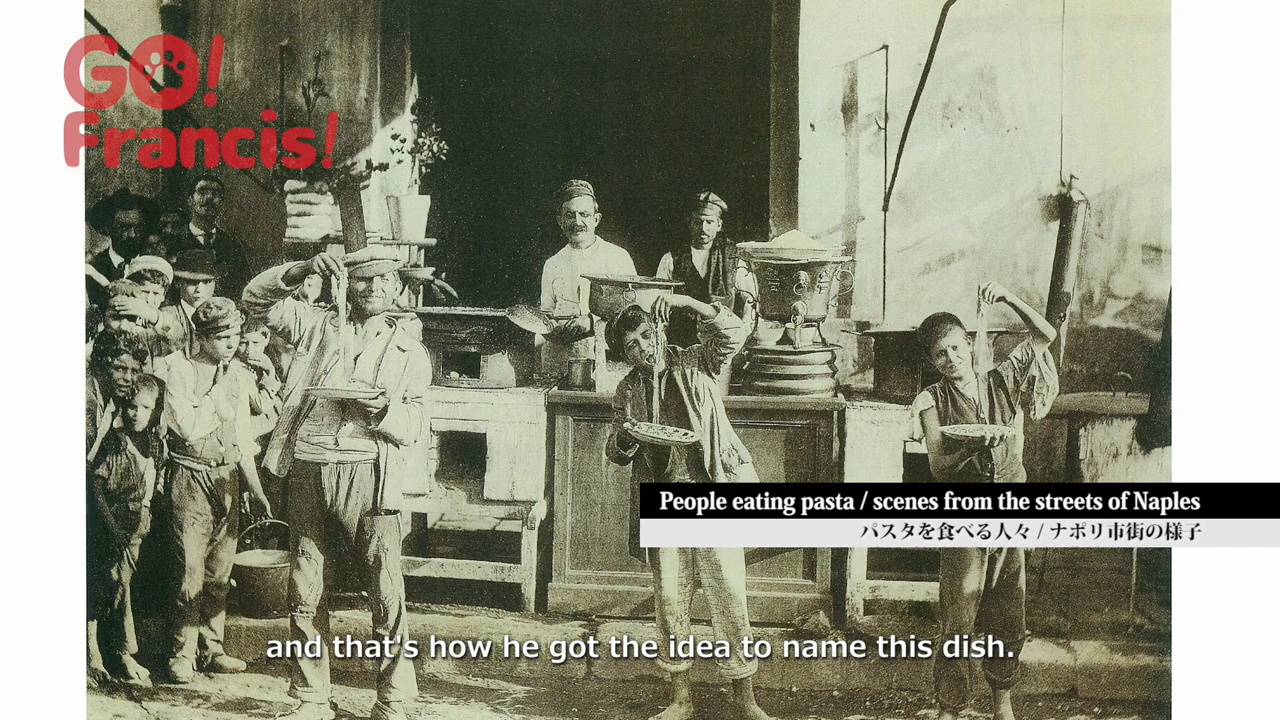 GO!
Francis!
People eating pasta / scenes from the streets of Naples
パスタを食べる人々 / ナポリ市街の様子
and that's how he got the idea to name this dish.